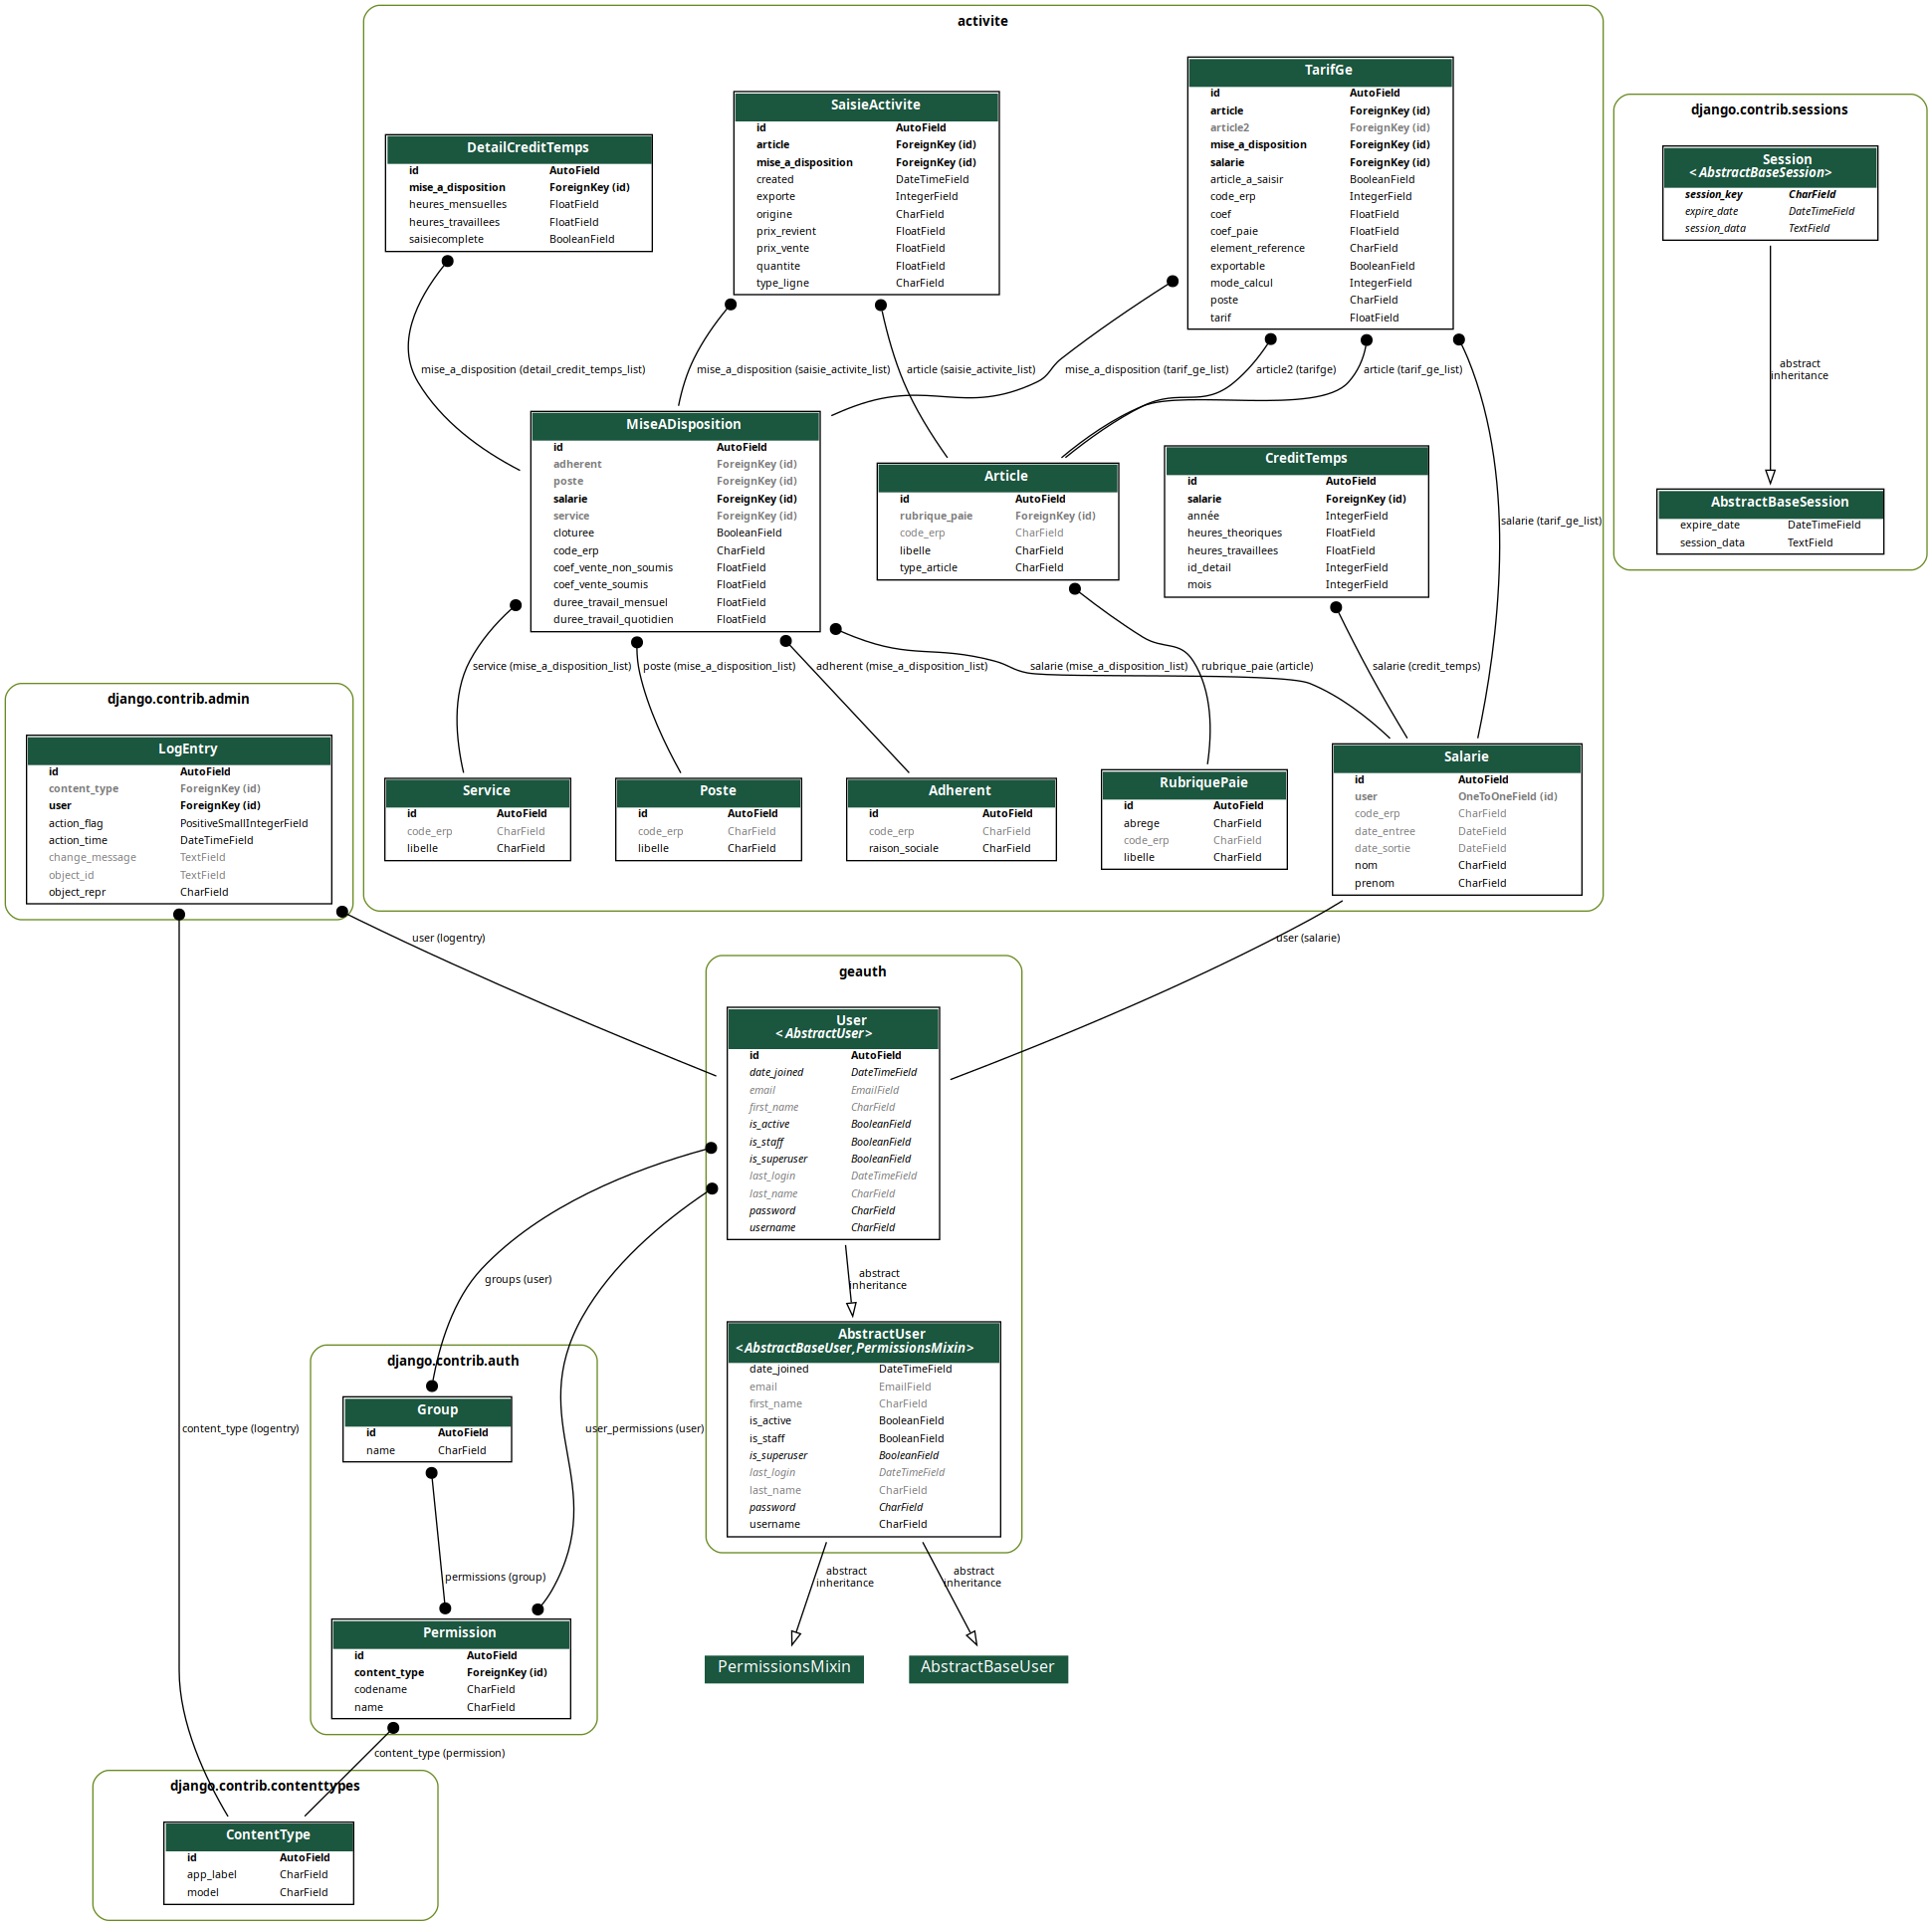 activite
TarifGe
id AutoField
article ForeignKey (id)
article2 ForeignKey (id)
mise_a_disposition ForeignKey (id)
salarie ForeignKey (id)
article_a_saisir BooleanField
code_erp IntegerField
coef FloatField
coef_paie FloatField
element_reference CharField
exportable BooleanField
mode_calcul IntegerField
poste CharField
tarif FloatField
SaisieActivite
id AutoField
article ForeignKey (id)
mise_a_disposition ForeignKey (id)
created DateTimeField
exporte IntegerField
origine CharField
prix_revient FloatField
prix_vente FloatField
quantite FloatField
type_ligne CharField
DetailCreditTemps
id AutoField
mise_a_disposition ForeignKey (id)
heures_mensuelles FloatField
heures_travaillees FloatField
saisiecomplete BooleanField
django.contrib.sessions
Session
< AbstractBaseSession>
session_key CharField
expire_date DateTimeField
session_data TextField
abstract
inheritance
AbstractBaseSession
expire_date DateTimeField
session_data TextField
mise_a_disposition (detail_credit_temps_list)
mise_a_disposition (saisie_activite_list)
article (saisie_activite_list)
mise_a_disposition (tarif_ge_list)
article2 (tarifge)
article (tarif_ge_list)
salarie (tarif_ge_list)
MiseADisposition
id AutoField
adherent ForeignKey (id)
poste ForeignKey (id)
salarie ForeignKey (id)
service ForeignKey (id)
cloturee BooleanField
code_erp CharField
coef_vente_non_soumis FloatField
coef_vente_soumis FloatField
duree_travail_mensuel FloatField
duree_travail_quotidien FloatField
Article
id AutoField
rubrique_paie ForeignKey (id)
code_erp CharField
libelle CharField
type_article CharField
CreditTemps
id AutoField
salarie ForeignKey (id)
année IntegerField
heures_theoriques FloatField
heures_travaillees FloatField
id_detail IntegerField
mois IntegerField
service (mise_a_disposition_list)
poste (mise_a_disposition_list)
adherent (mise_a_disposition_list)
salarie (mise_a_disposition_list)
rubrique_paie (article)
salarie (credit_temps)
django.contrib.admin
LogEntry
id AutoField
content_type ForeignKey (id)
user ForeignKey (id)
action_flag PositiveSmallIntegerField
action_time DateTimeField
change_message TextField
object_id TextField
object_repr CharField
Service
id AutoField
code_erp CharField
libelle CharField
Poste
id AutoField
code_erp CharField
libelle CharField
Adherent
id AutoField
code_erp CharField
raison_sociale CharField
RubriquePaie
id AutoField
abrege CharField
code_erp CharField
libelle CharField
Salarie
id AutoField
user OneToOneField (id)
code_erp CharField
date_entree DateField
date_sortie DateField
nom CharField
prenom CharField
user (logentry)
user (salarie)
geauth
User
< AbstractUser>
id AutoField
date_joined DateTimeField
email EmailField
first_name CharField
is_active BooleanField
is_staff BooleanField
is_superuser BooleanField
last_login DateTimeField
last_name CharField
password CharField
username CharField
abstract
inheritance
AbstractUser
<AbstractBaseUser,PermissionsMixin>
date_joined DateTimeField
email EmailField
first_name CharField
is_active BooleanField
is_staff BooleanField
is_superuser BooleanField
last_login DateTimeField
last_name CharField
password CharField
username CharField
abstract
inheritance
abstract
inheritance
PermissionsMixin
AbstractBaseUser
groups (user)
user_permissions (user)
content_type (logentry)
django.contrib.auth
Group
id AutoField
name CharField
permissions (group)
Permission
id AutoField
content_type ForeignKey (id)
codename CharField
name CharField
content_type (permission)
django.contrib.contenttypes
ContentType
id AutoField
app_label CharField
model CharField